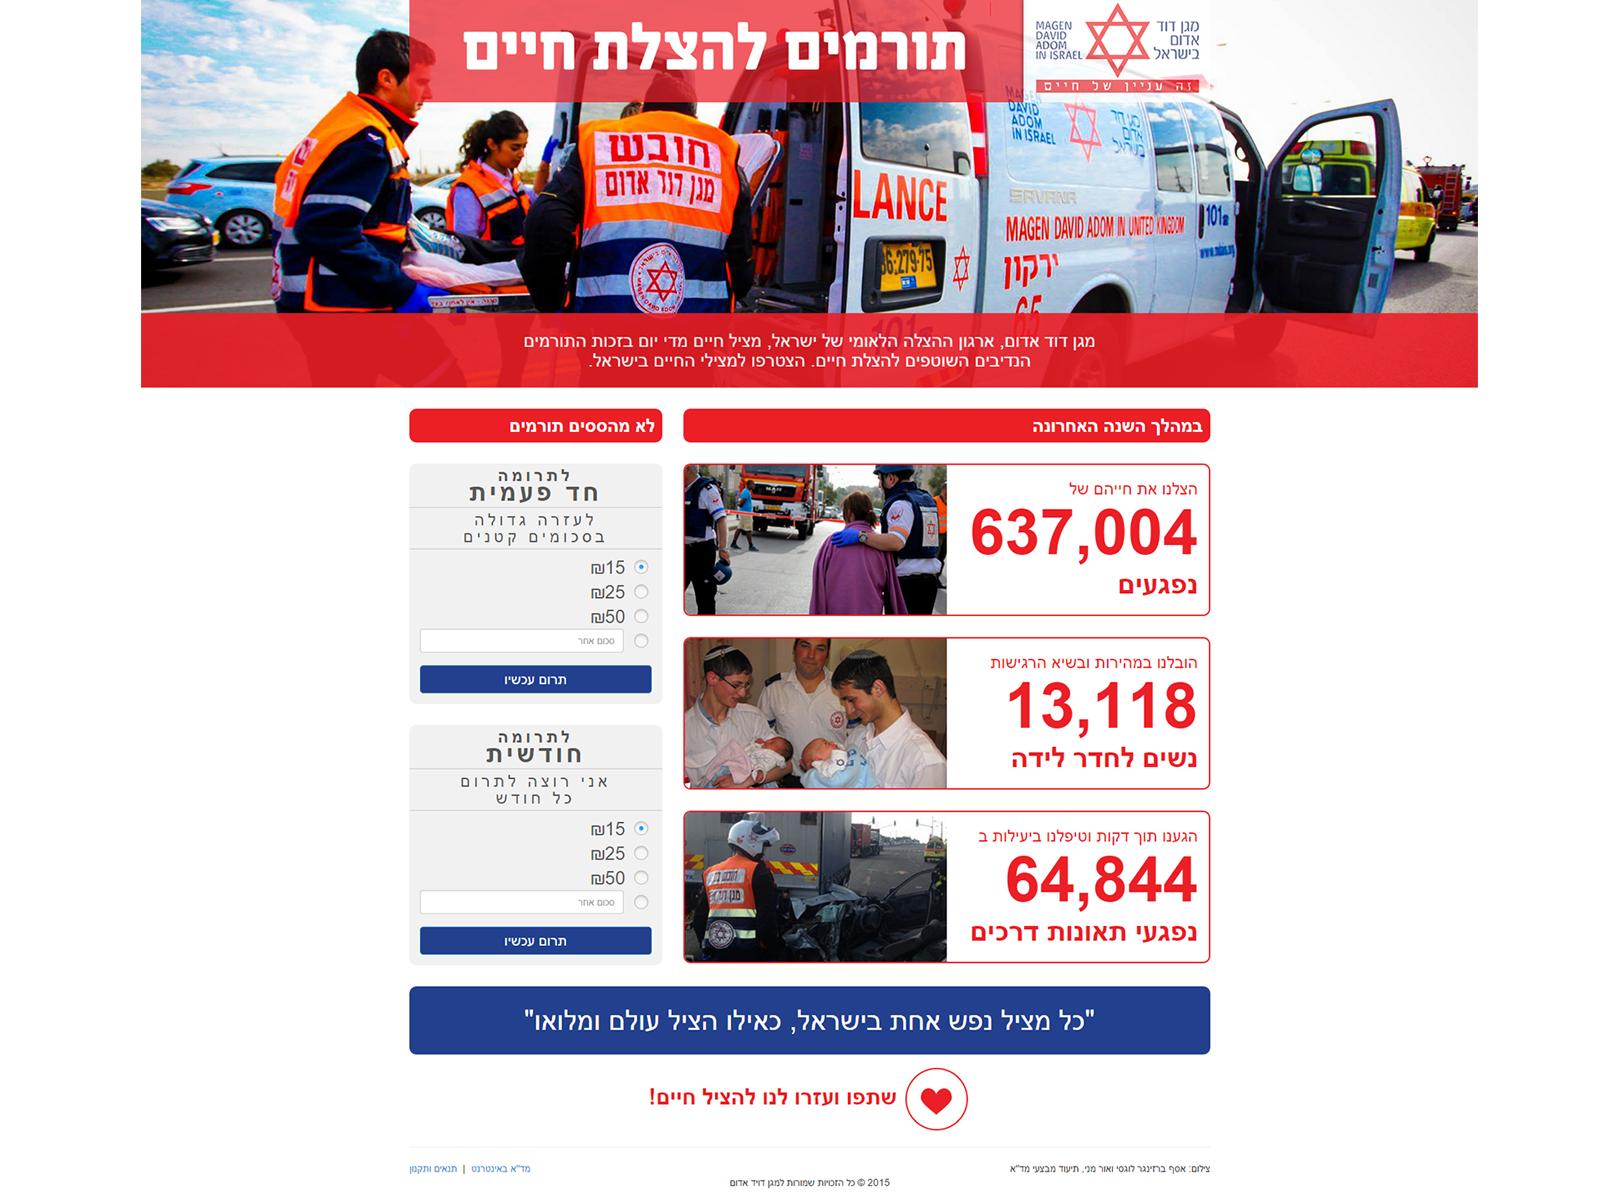 תורמים להצלת חיים
MAGEN
DAVID
ADOM
IN ISRAEL
מגן דוד
אדום
בישראל
זה עניין של חיים
חובש
מגן דוד אדום
LANCE
36-279-75
MAGEN
DAVID
ADOM
IN ISRAEL
מגן דוד
אדום
בישראל
SAVANA
101
MAGEN DAVID ADOM IN UNITED KINGDOM
ירקון
65
מגן דוד אדום, ארגון ההצלה הלאומי של ישראל, מציל חיים מדי יום בזכות התורמים
הנדיבים השוטפים להצלת חיים. הצטרפו למצילי החיים בישראל.
במהלך השנה האחרונה
הצלנו את חייהם של
637,004
נפגעים
הובלנו במהירות ובשיא הרגישות
13,118
נשים לחדר לידה
הגענו תוך דקות וטיפלנו ביעילות ב
64,844
נפגעי תאונות דרכים
לא מהססים תורמים
לתרומה
חד פעמית
לעזרה גדולה
בסכומים קטנים
₪15
₪25
₪50
סכום אחר
תרום עכשיו
לתרומה
חודשית
אני רוצה לתרום
כל חודש
₪15
₪25
₪50
סכום אחר
תרום עכשיו
"כל מציל נפש אחת בישראל, כאילו הציל עולם ומלואו"
שתפו ועזרו לנו להציל חיים!
צילום: אסף ברזינגר לוגסי ואור מני, תיעוד מבצעי מד"א
מד"א באינטרנט | תנאים ותקנון
2015 © כל הזכויות שמורות למגן דויד אדום